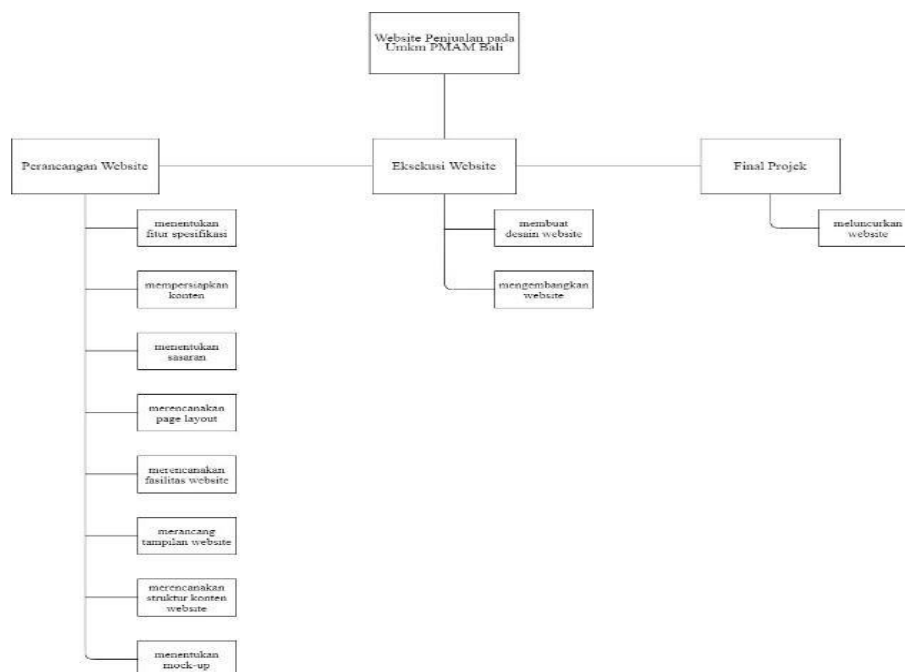 Website Penjualan pada
Umkm PMAM Bali
Perancangan Website
Eksekusi Website
Final Projek
menentukan
fitur spesifikasi
mempersiapkan
konten
menentukan
sasaran
merencanakan
page layout
merencanakan
fasilitas website
merancang
tampilan website
merencanakan
struktur konten
website
menentukan
mock-up
membuat
desain website
mengembangkan
website
meluncurkan
website